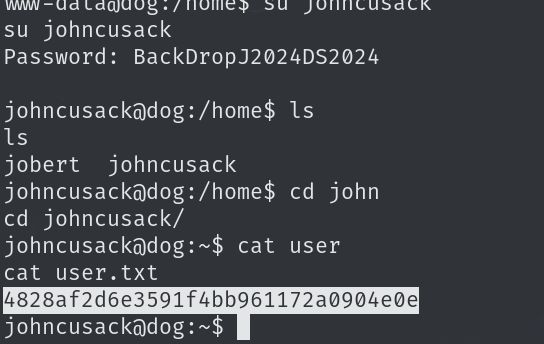 www-data@dog:/home$ su johncusack
su johncusack
Password: BackDropJ2024DS2024
johncusack@dog:/home$ ls
ls
jobert  johncusack
johncusack@dog:/home$ cd john
cd johncusack/
johncusack@dog:~$ cat user
cat user.txt
4828af2d6e3591f4bb961172a0904e0e
johncusack@dog:~$